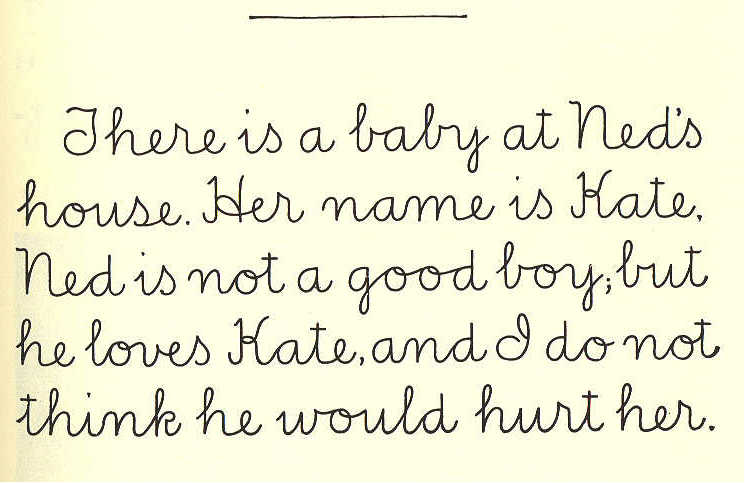 There is a baby at Ned's
house. Her name is Kate.
Ned is not a good boy; but
he loves Kate, and I do not
think he would hurt her.